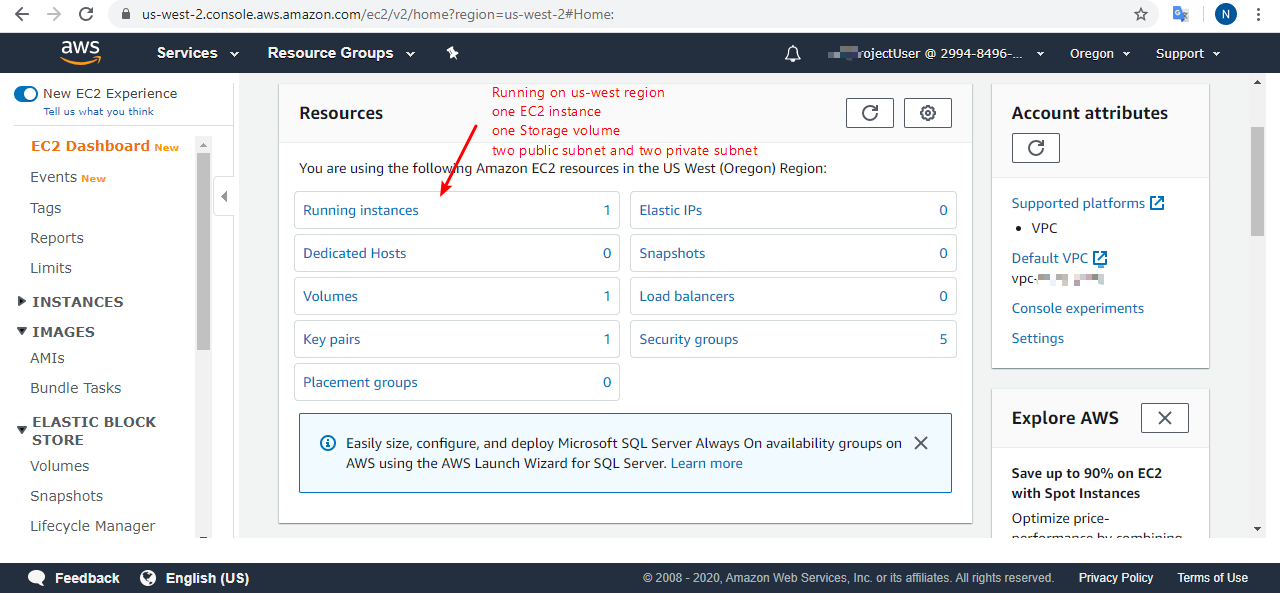 us-west-2.console.aws.amazon.com/ec2/v2/home?region=us-west-2#Home:
N
aws
Services
Resource Groups
rojectUser @ 2994-8496-...
Oregon
Support
New EC2 Experience
Tell us what you think
EC2 Dashboard New
Events New
Tags
Reports
Limits
INSTANCES
IMAGES
AMIs
Bundle Tasks
ELASTIC BLOCK
STORE
Volumes
Snapshots
Lifecycle Manager
Resources
Running on us-west region
one EC2 instance
one Storage volume
two public subnet and two private subnet
You are using the following Amazon EC2 resources in the US West (Oregon) Region:
Running instances 1
Elastic IPs 0
Dedicated Hosts 0
Snapshots 0
Volumes 1
Load balancers 0
Key pairs 1
Security groups 5
Placement groups 0
Easily size, configure, and deploy Microsoft SQL Server Always On availability groups on
AWS using the AWS Launch Wizard for SQL Server. Learn more
Account attributes
Supported platforms
VPC
Default VPC
vpc-
Console experiments
Settings
Explore AWS
Save up to 90% on EC2
with Spot Instances
Optimize price-
performance by combining
Feedback
English (US)
© 2008 - 2020, Amazon Web Services, Inc. or its affiliates. All rights reserved.
Privacy Policy
Terms of Use